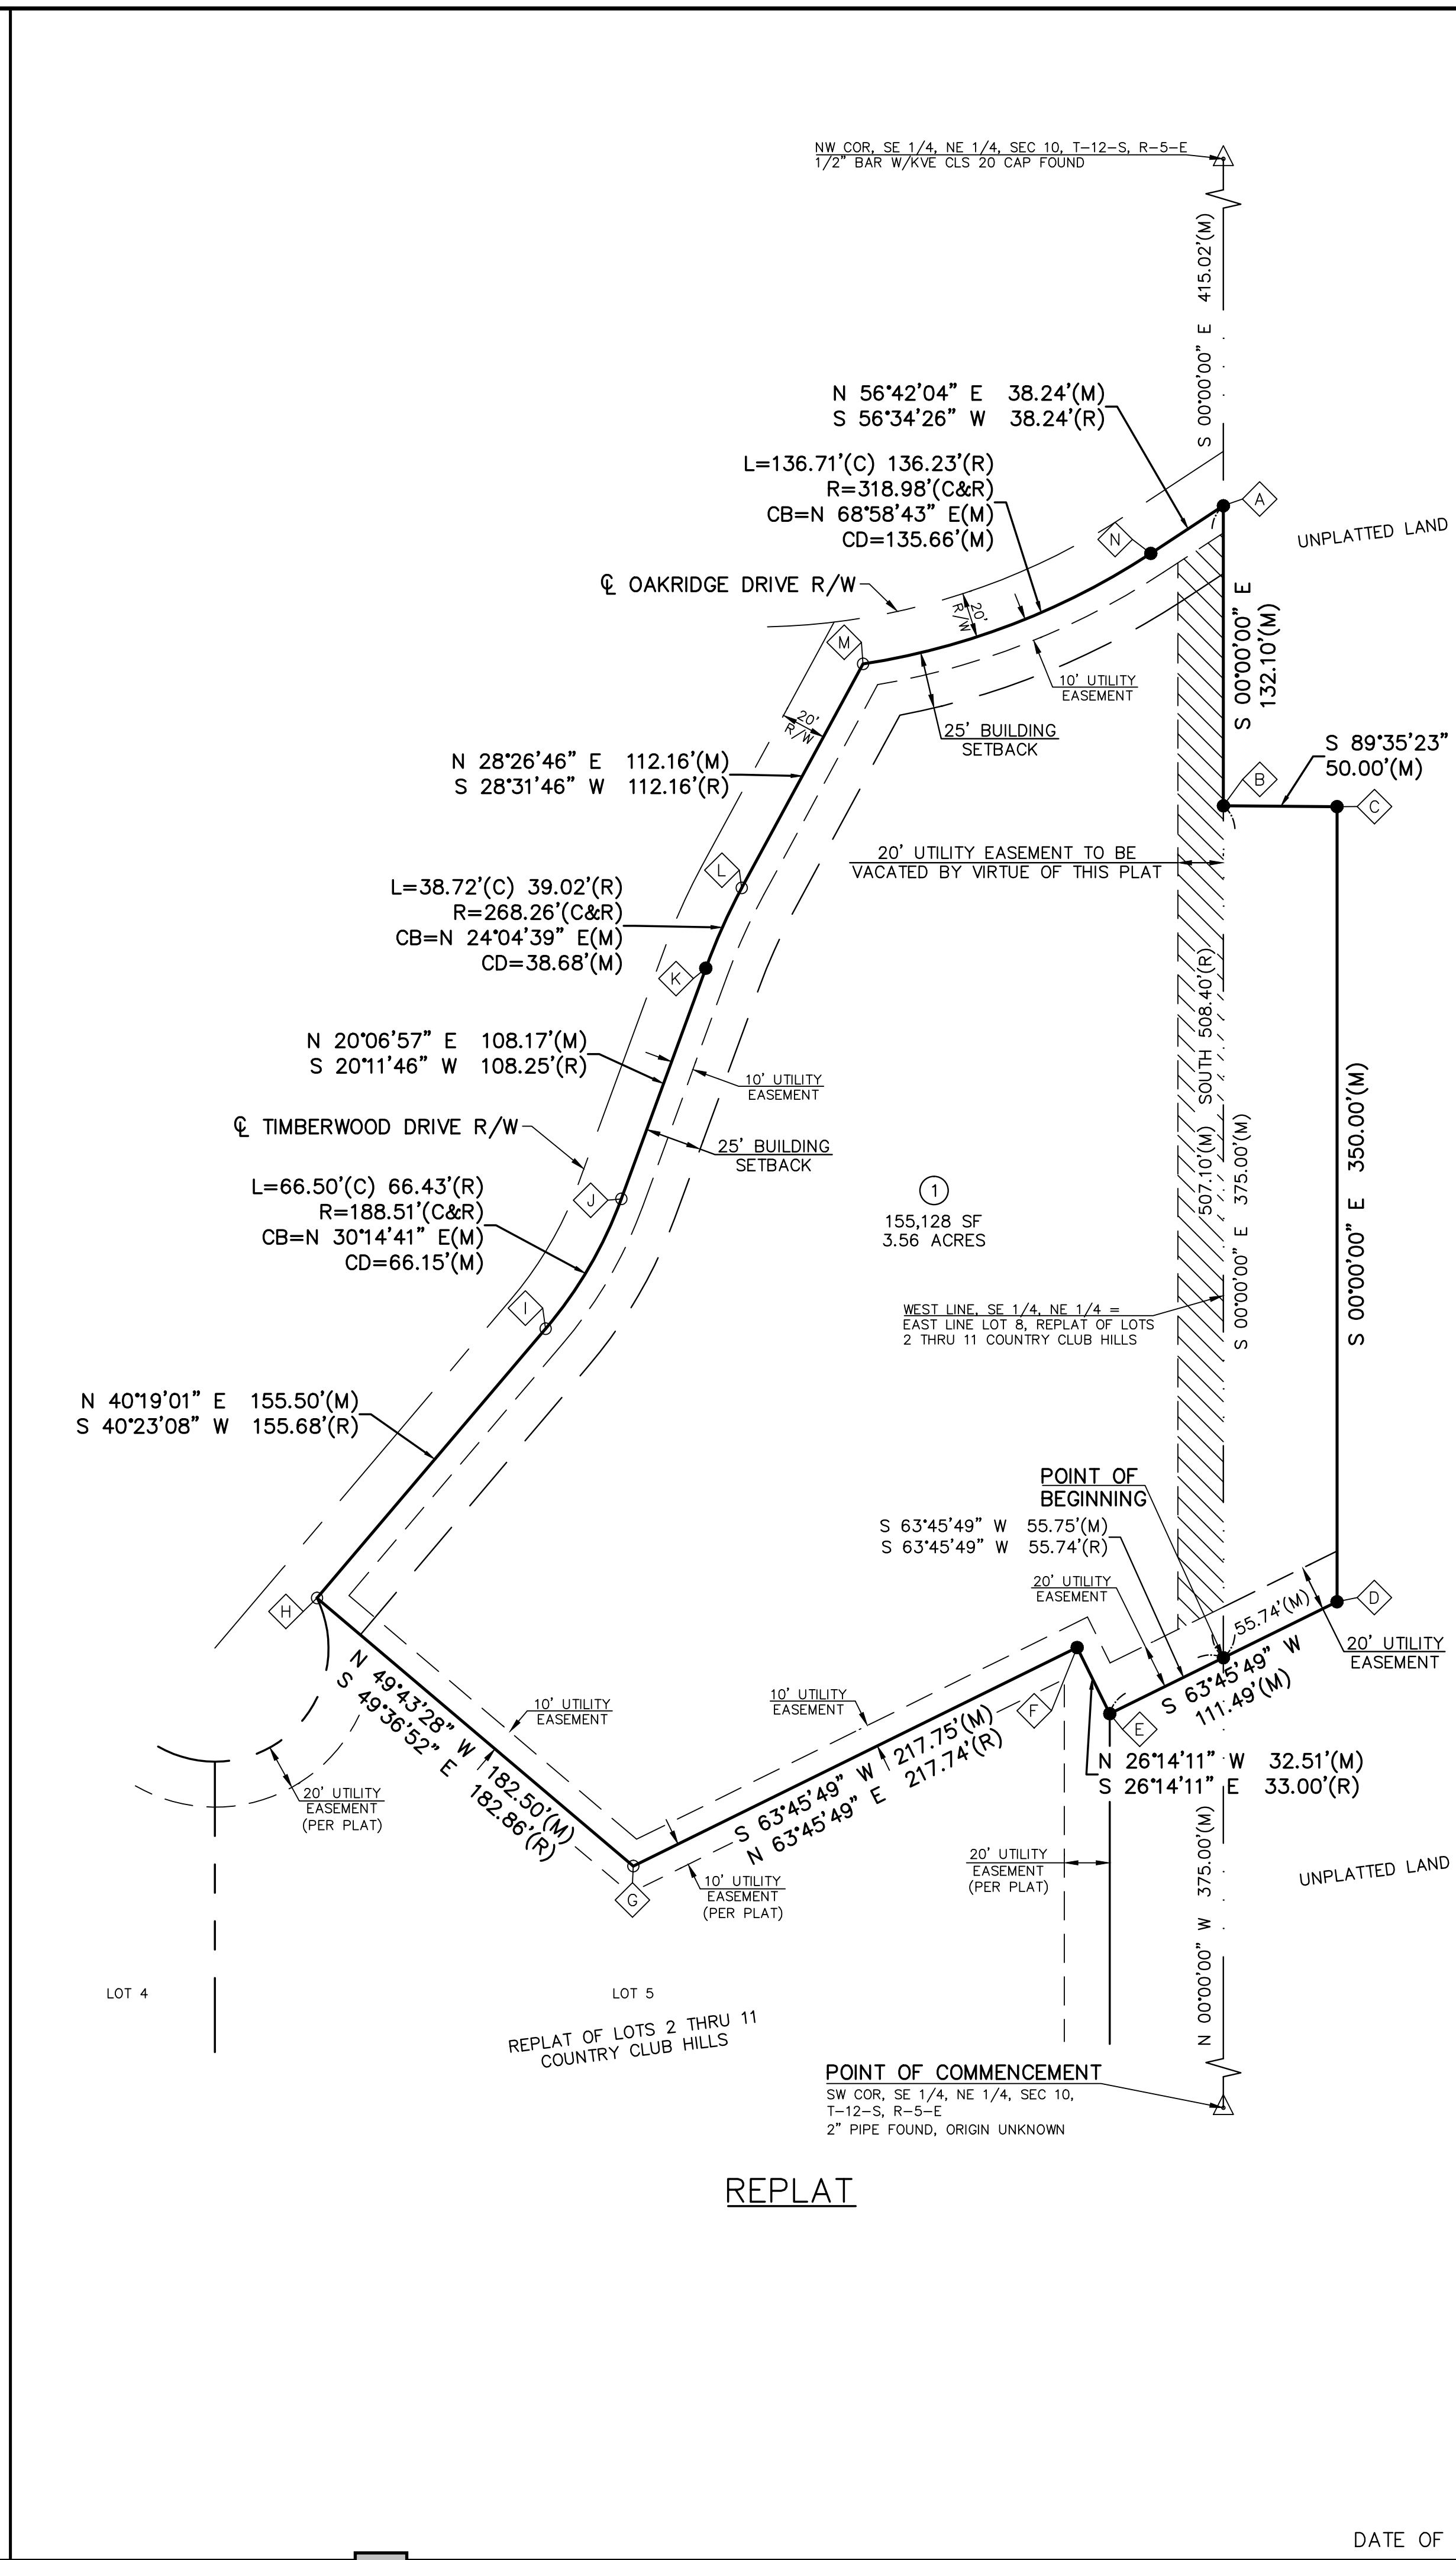 NW COR, SE 1/4, NE 1/4, SEC 10, T-12-S, R-5-E
1/2" BAR W/KVE CLS 20 CAP FOUND
S 00°00'00" E 415.02'(M)
N 56°42'04" E 38.24'(M)
S 56°34'26" W 38.24'(R)
L=136.71'(C) 136.23'(R)
R=318.98'(C&R)
CB=N 68°58'43" E(M)
CD=135.66'(M)
A
N
UNPLATTED LAND
℄ OAKRIDGE DRIVE R/W
20'
R/W
M
S 00°00'00" E
132.10'(M)
10' UTILITY
EASEMENT
20'
R/W
25' BUILDING
SETBACK
S 89°35'23"
50.00'(M)
N 28°26'46" E 112.16'(M)
S 28°31'46" W 112.16'(R)
B
C
20' UTILITY EASEMENT TO BE
VACATED BY VIRTUE OF THIS PLAT
L
L=38.72'(C) 39.02'(R)
R=268.26'(C&R)
CB=N 24°04'39" E(M)
CD=38.68'(M)
K
507.10'(M) SOUTH 508.40'(R)
N 20°06'57" E 108.17'(M)
S 20°11'46" W 108.25'(R)
10' UTILITY
EASEMENT
℄ TIMBERWOOD DRIVE R/W
25' BUILDING
SETBACK
S 00°00'00" E 375.00'(M)
S 00°00'00" E 350.00'(M)
L=66.50'(C) 66.43'(R)
R=188.51'(C&R)
CB=N 30°14'41" E(M)
CD=66.15'(M)
J
1
155,128 SF
3.56 ACRES
I
WEST LINE, SE 1/4, NE 1/4 =
EAST LINE LOT 8, REPLAT OF LOTS
2 THRU 11 COUNTRY CLUB HILLS
N 40°19'01" E 155.50'(M)
S 40°23'08" W 155.68'(R)
POINT OF
BEGINNING
S 63°45'49" W 55.75'(M)
S 63°45'49" W 55.74'(R)
20' UTILITY
EASEMENT
H
D
55.74'(M)
20' UTILITY
EASEMENT
S 63°45'49" W
111.49'(M)
N 49°43'28" W 182.50'(M)
S 49°36'52" E 182.86'(R)
10' UTILITY
EASEMENT
10' UTILITY
EASEMENT
F
E
S 63°45'49" W 217.75'(M)
N 63°45'49" E 217.74'(R)
N 26°14'11" W 32.51'(M)
S 26°14'11" E 33.00'(R)
20' UTILITY
EASEMENT
(PER PLAT)
20' UTILITY
EASEMENT
(PER PLAT)
10' UTILITY
EASEMENT
(PER PLAT)
G
N 00°00'00" W 375.00'(M)
UNPLATTED LAND
LOT 4
LOT 5
REPLAT OF LOTS 2 THRU 11
COUNTRY CLUB HILLS
POINT OF COMMENCEMENT
SW COR, SE 1/4, NE 1/4, SEC 10,
T-12-S, R-5-E
2" PIPE FOUND, ORIGIN UNKNOWN
REPLAT
DATE OF